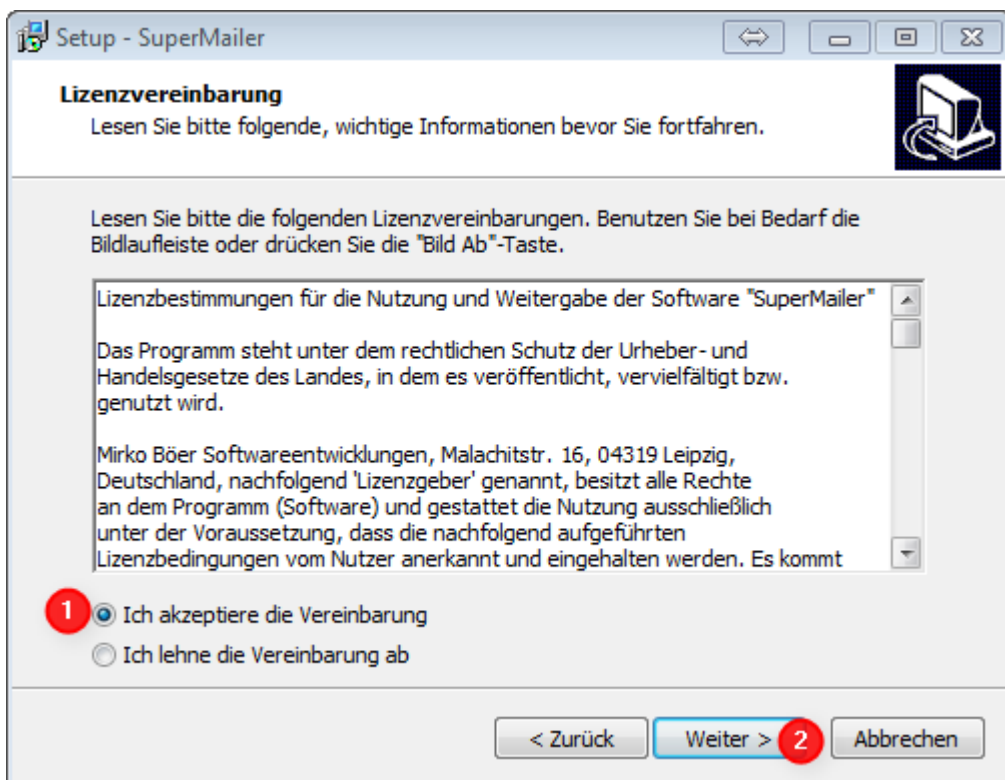 Setup - SuperMailer
Lizenzvereinbarung
Lesen Sie bitte folgende, wichtige Informationen bevor Sie fortfahren.
Lesen Sie bitte die folgenden Lizenzvereinbarungen. Benutzen Sie bei Bedarf die
Bildlaufleiste oder drücken Sie die "Bild Ab"-Taste.
Lizenzbestimmungen für die Nutzung und Weitergabe der Software "SuperMailer"
Das Programm steht unter dem rechtlichen Schutz der Urheber- und
Handelsgesetze des Landes, in dem es veröffentlicht, vervielfältigt bzw.
genutzt wird.
Mirko Böer Softwareentwicklungen, Malachitstr. 16, 04319 Leipzig,
Deutschland, nachfolgend 'Lizenzgeber' genannt, besitzt alle Rechte
an dem Programm (Software) und gestattet die Nutzung ausschließlich
unter der Voraussetzung, dass die nachfolgend aufgeführten
Lizenzbedingungen vom Nutzer anerkannt und eingehalten werden. Es kommt
1 Ich akzeptiere die Vereinbarung
Ich lehne die Vereinbarung ab
< Zurück Weiter > 2 Abbrechen